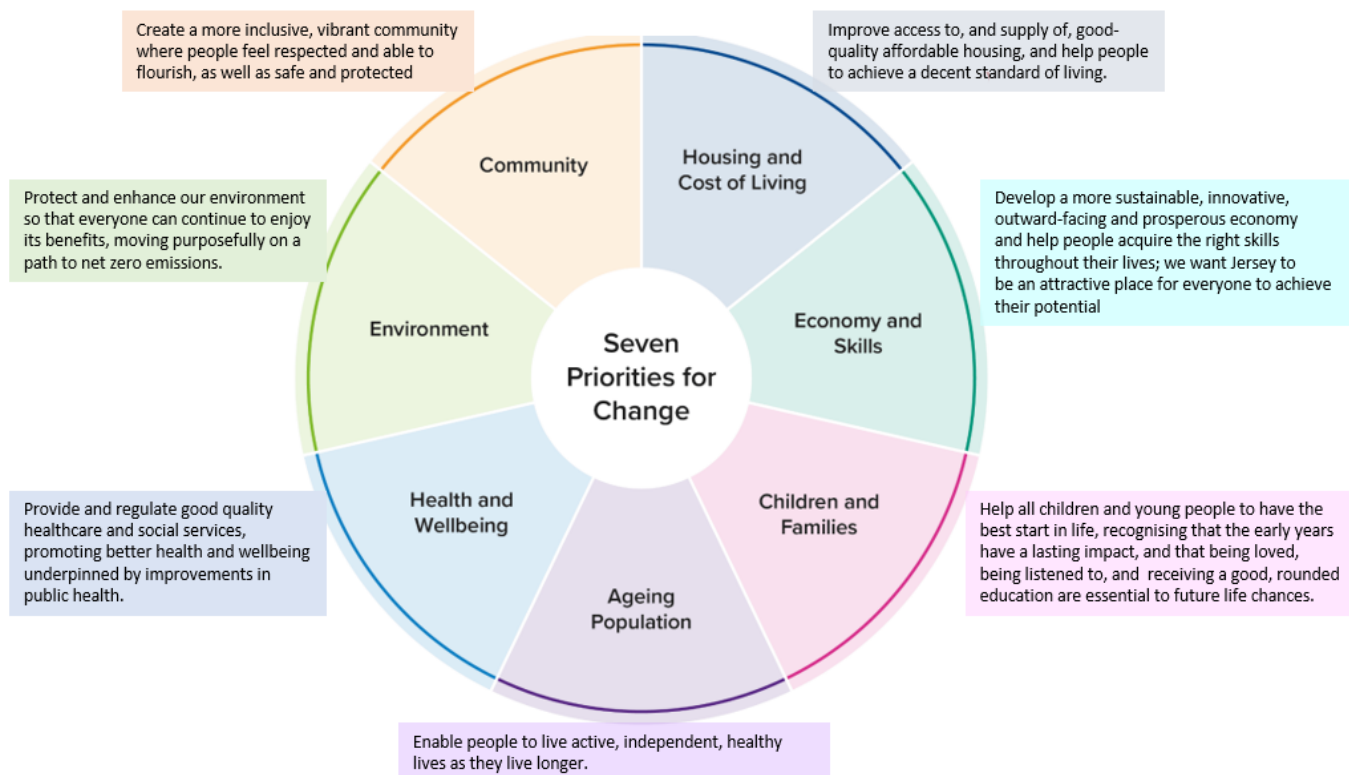 Create a more inclusive, vibrant community
where people feel respected and able to
flourish, as well as safe and protected
Improve access to, and supply of, good-
quality affordable housing, and help people
to achieve a decent standard of living.
Community
Housing and
Cost of Living
Protect and enhance our environment
so that everyone can continue to enjoy
its benefits, moving purposefully on a
path to net zero emissions.
Develop a more sustainable, innovative,
outward-facing and prosperous economy
and help people acquire the right skills
throughout their lives; we want Jersey to
be an attractive place for everyone to achieve
their potential
Environment
Economy and
Skills
Seven
Priorities for
Change
Health and
Wellbeing
Children and
Families
Provide and regulate good quality
healthcare and social services,
promoting better health and wellbeing
underpinned by improvements in
public health.
Help all children and young people to have the
best start in life, recognising that the early years
have a lasting impact, and that being loved,
being listened to, and  receiving a good, rounded
education are essential to future life chances.
Ageing
Population
Enable people to live active, independent, healthy
lives as they live longer.